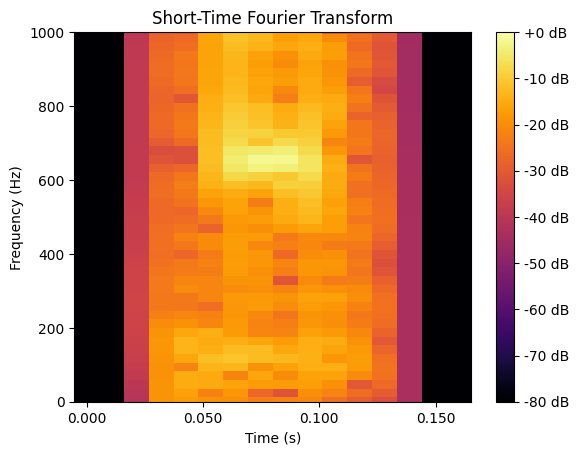 Short-Time Fourier Transform
1000
800
600
400
200
0
Frequency (Hz)
0.000
0.050
0.100
0.150
Time (s)
+0 dB
-10 dB
-20 dB
-30 dB
-40 dB
-50 dB
-60 dB
-70 dB
-80 dB